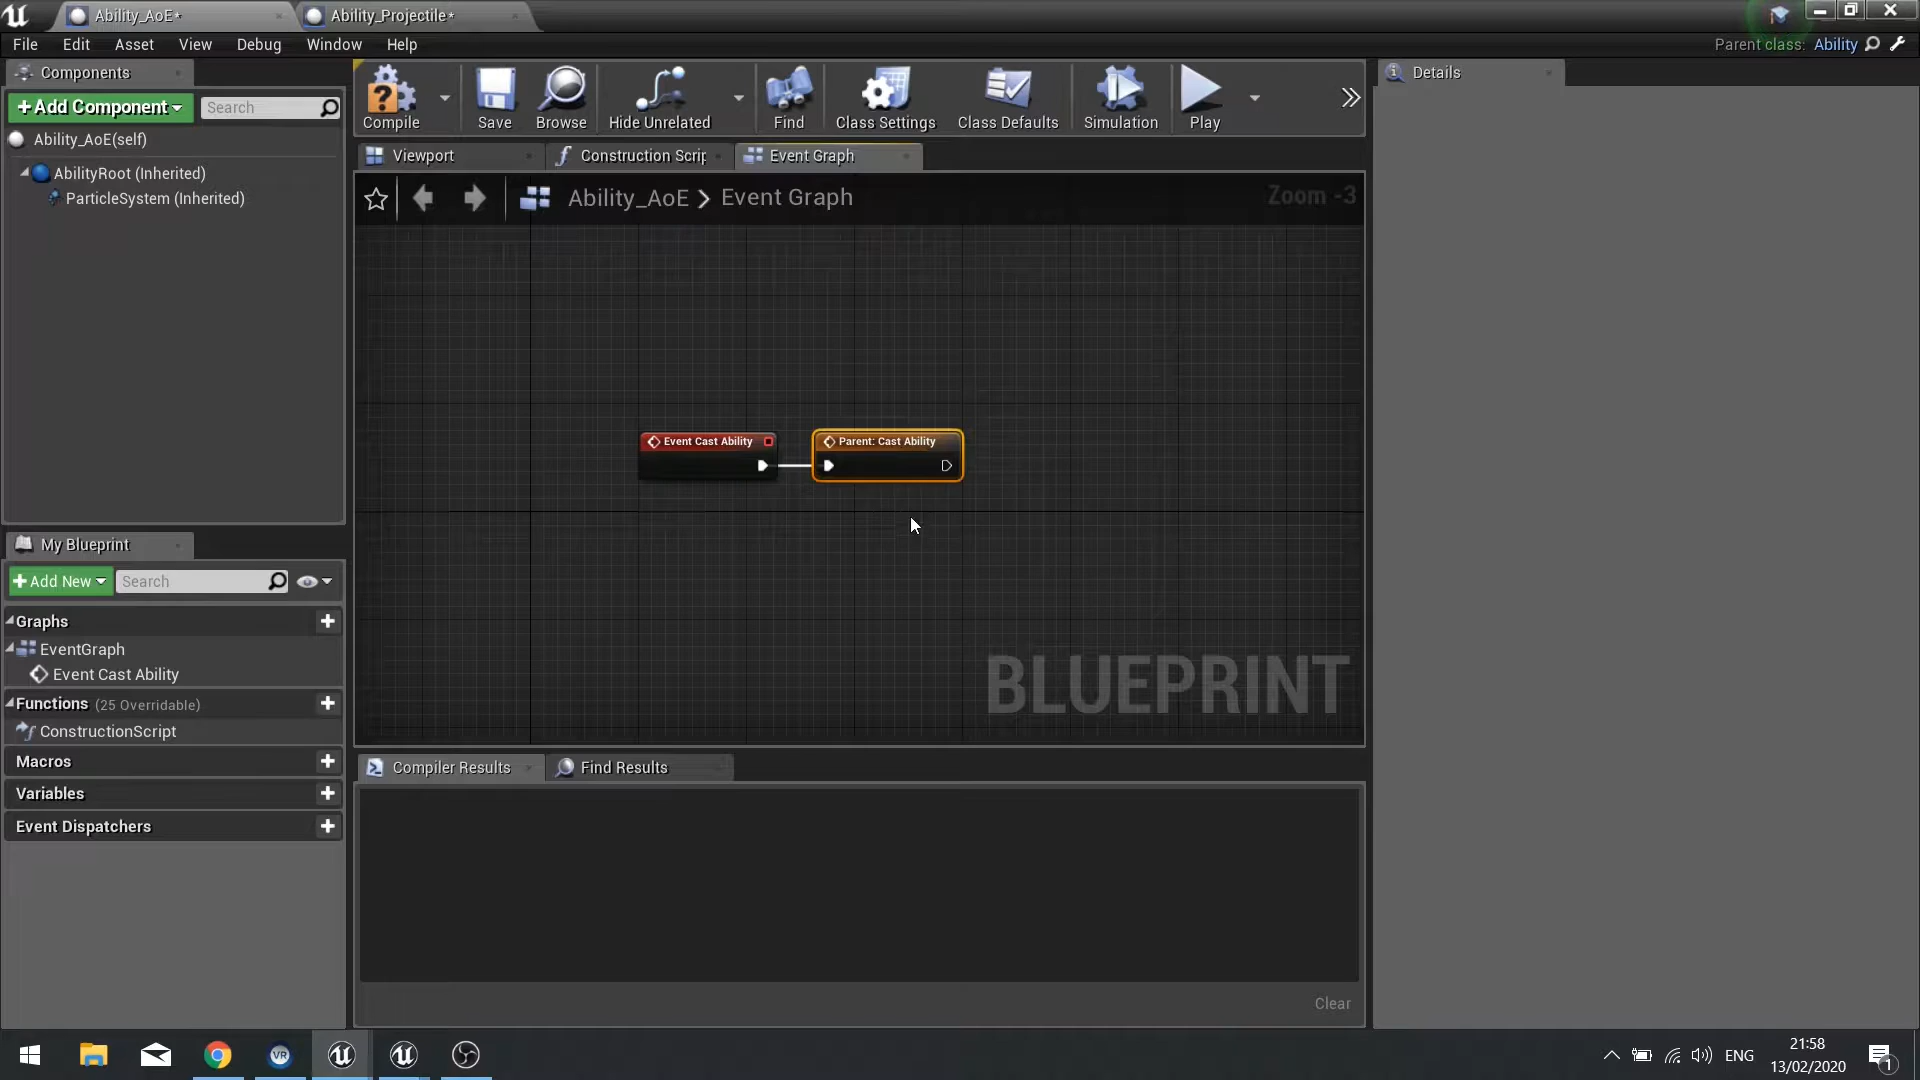 Ability_AoE*
Ability_Projectile*
File Edit Asset View Debug Window Help
Parent class: Ability
Components
+Add Component
Search
Ability_AoE(self)
AbilityRoot (Inherited)
ParticleSystem (Inherited)
Compile
Save
Browse
Hide Unrelated
Find
Class Settings
Class Defaults
Simulation
Play
Details
Viewport
Construction Scrip
Event Graph
Ability_AoE > Event Graph
Zoom -3
Event Cast Ability
Parent: Cast Ability
BLUEPRINT
My Blueprint
+Add New
Search
Graphs
EventGraph
Event Cast Ability
Functions (25 Overridable)
ConstructionScript
Macros
Variables
Event Dispatchers
Compiler Results
Find Results
Clear
VR
ENG
21:58
13/02/2020
1